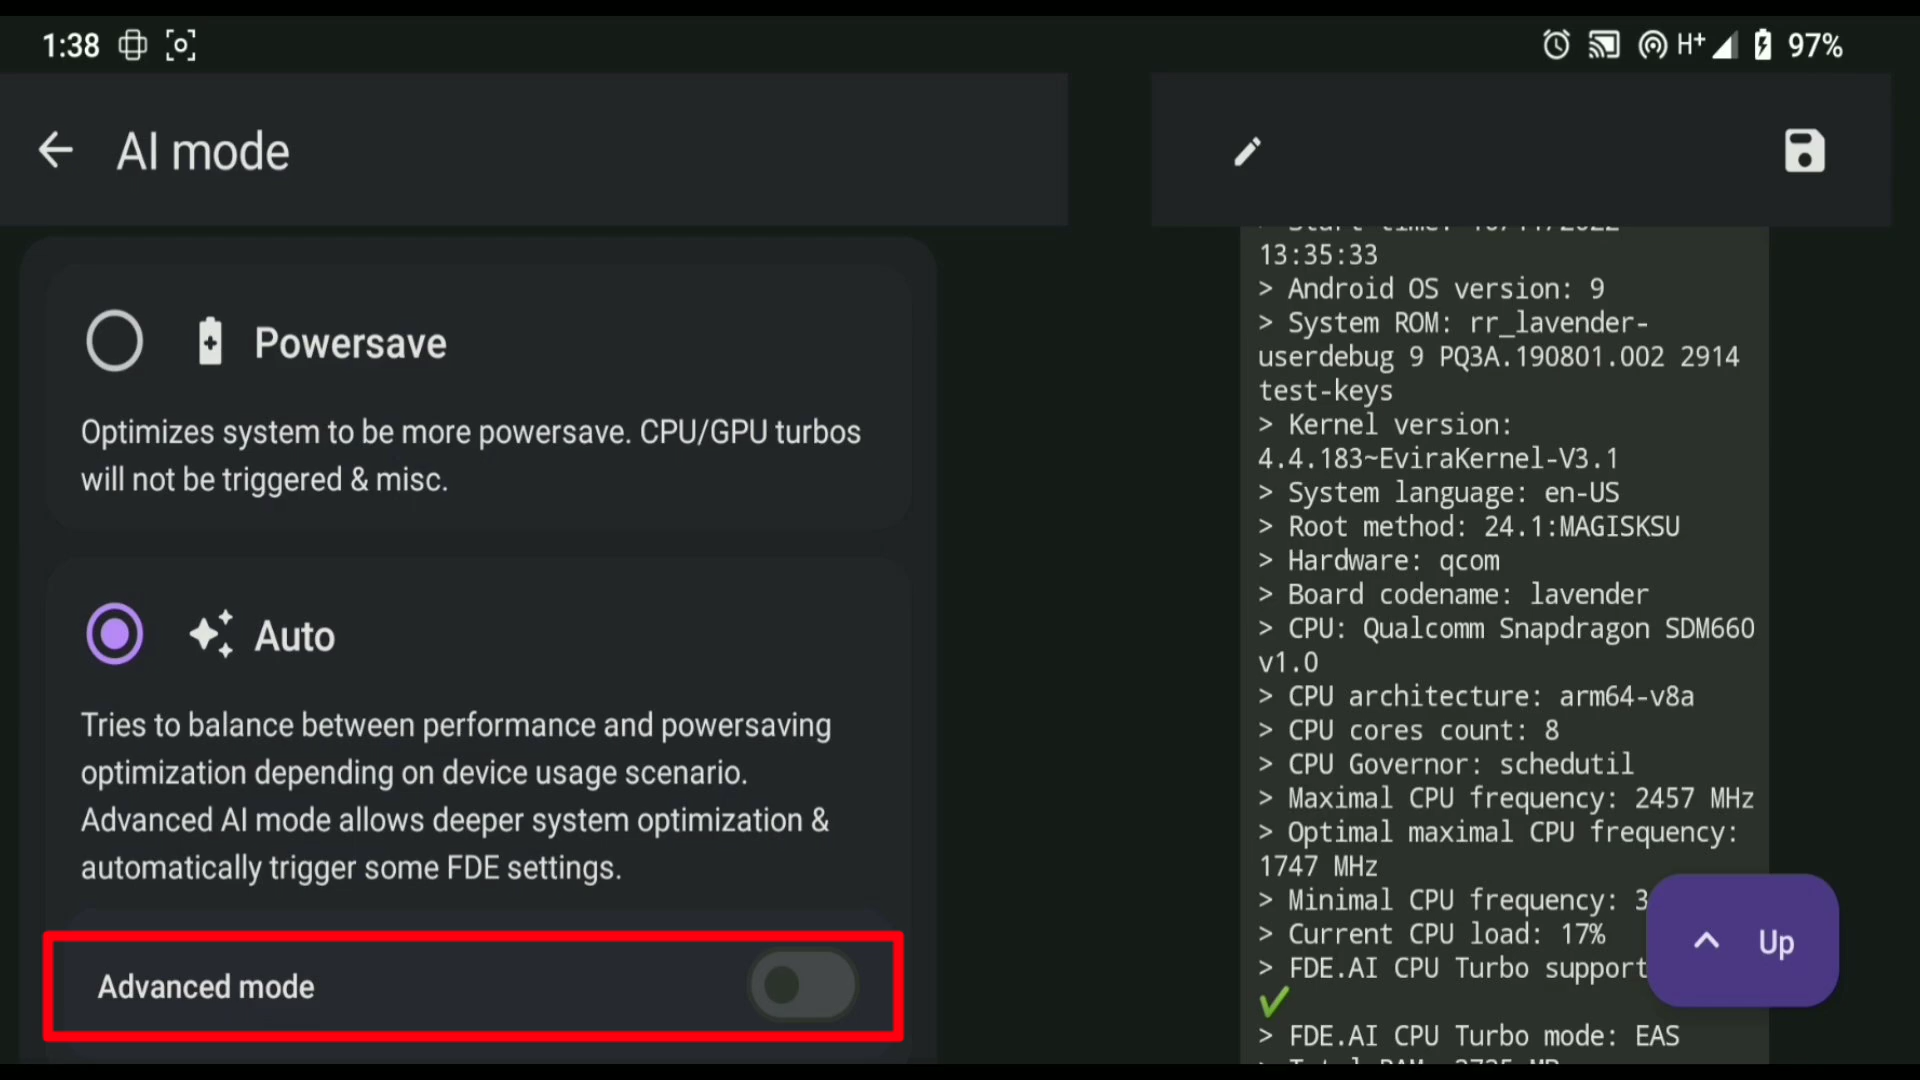 1:38
H+
97%
AI mode
Powersave
Optimizes system to be more powersave. CPU/GPU turbos
will not be triggered & misc.
Auto
Tries to balance between performance and powersaving
optimization depending on device usage scenario.
Advanced AI mode allows deeper system optimization &
automatically trigger some FDE settings.
Advanced mode
13:35:33
> Android OS version: 9
> System ROM: rr_lavender-
userdebug 9 PQ3A.190801.002 2914
test-keys
> Kernel version:
4.4.183~EviraKernel-V3.1
> System language: en-US
> Root method: 24.1:MAGISKSU
> Hardware: qcom
> Board codename: lavender
> CPU: Qualcomm Snapdragon SDM660
v1.0
> CPU architecture: arm64-v8a
> CPU cores count: 8
> CPU Governor: schedutil
> Maximal CPU frequency: 2457 MHz
> Optimal maximal CPU frequency:
1747 MHz
> Minimal CPU frequency: 3
> Current CPU load: 17%
> FDE.AI CPU Turbo support
> FDE.AI CPU Turbo mode: EAS
Up